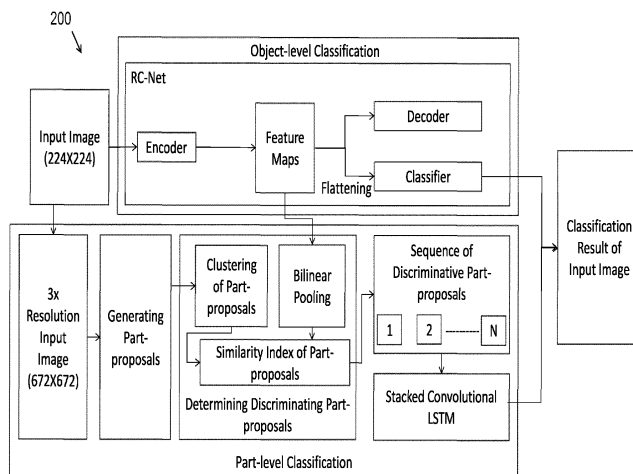 200
Object-level Classification
RC-Net
Input Image
(224X224)
Encoder
Feature
Maps
Decoder
Flattening
Classifier
Classification
Result of
Input Image
3x
Resolution
Input
Image
(672X672)
Generating
Part-
proposals
Clustering
of Part-
proposals
Bilinear
Pooling
Similarity Index of Part-
proposals
Determining Discriminating Part-
proposals
Sequence of
Discriminative Part-
proposals
1 2 --------- N
Stacked Convolutional
LSTM
Part-level Classification